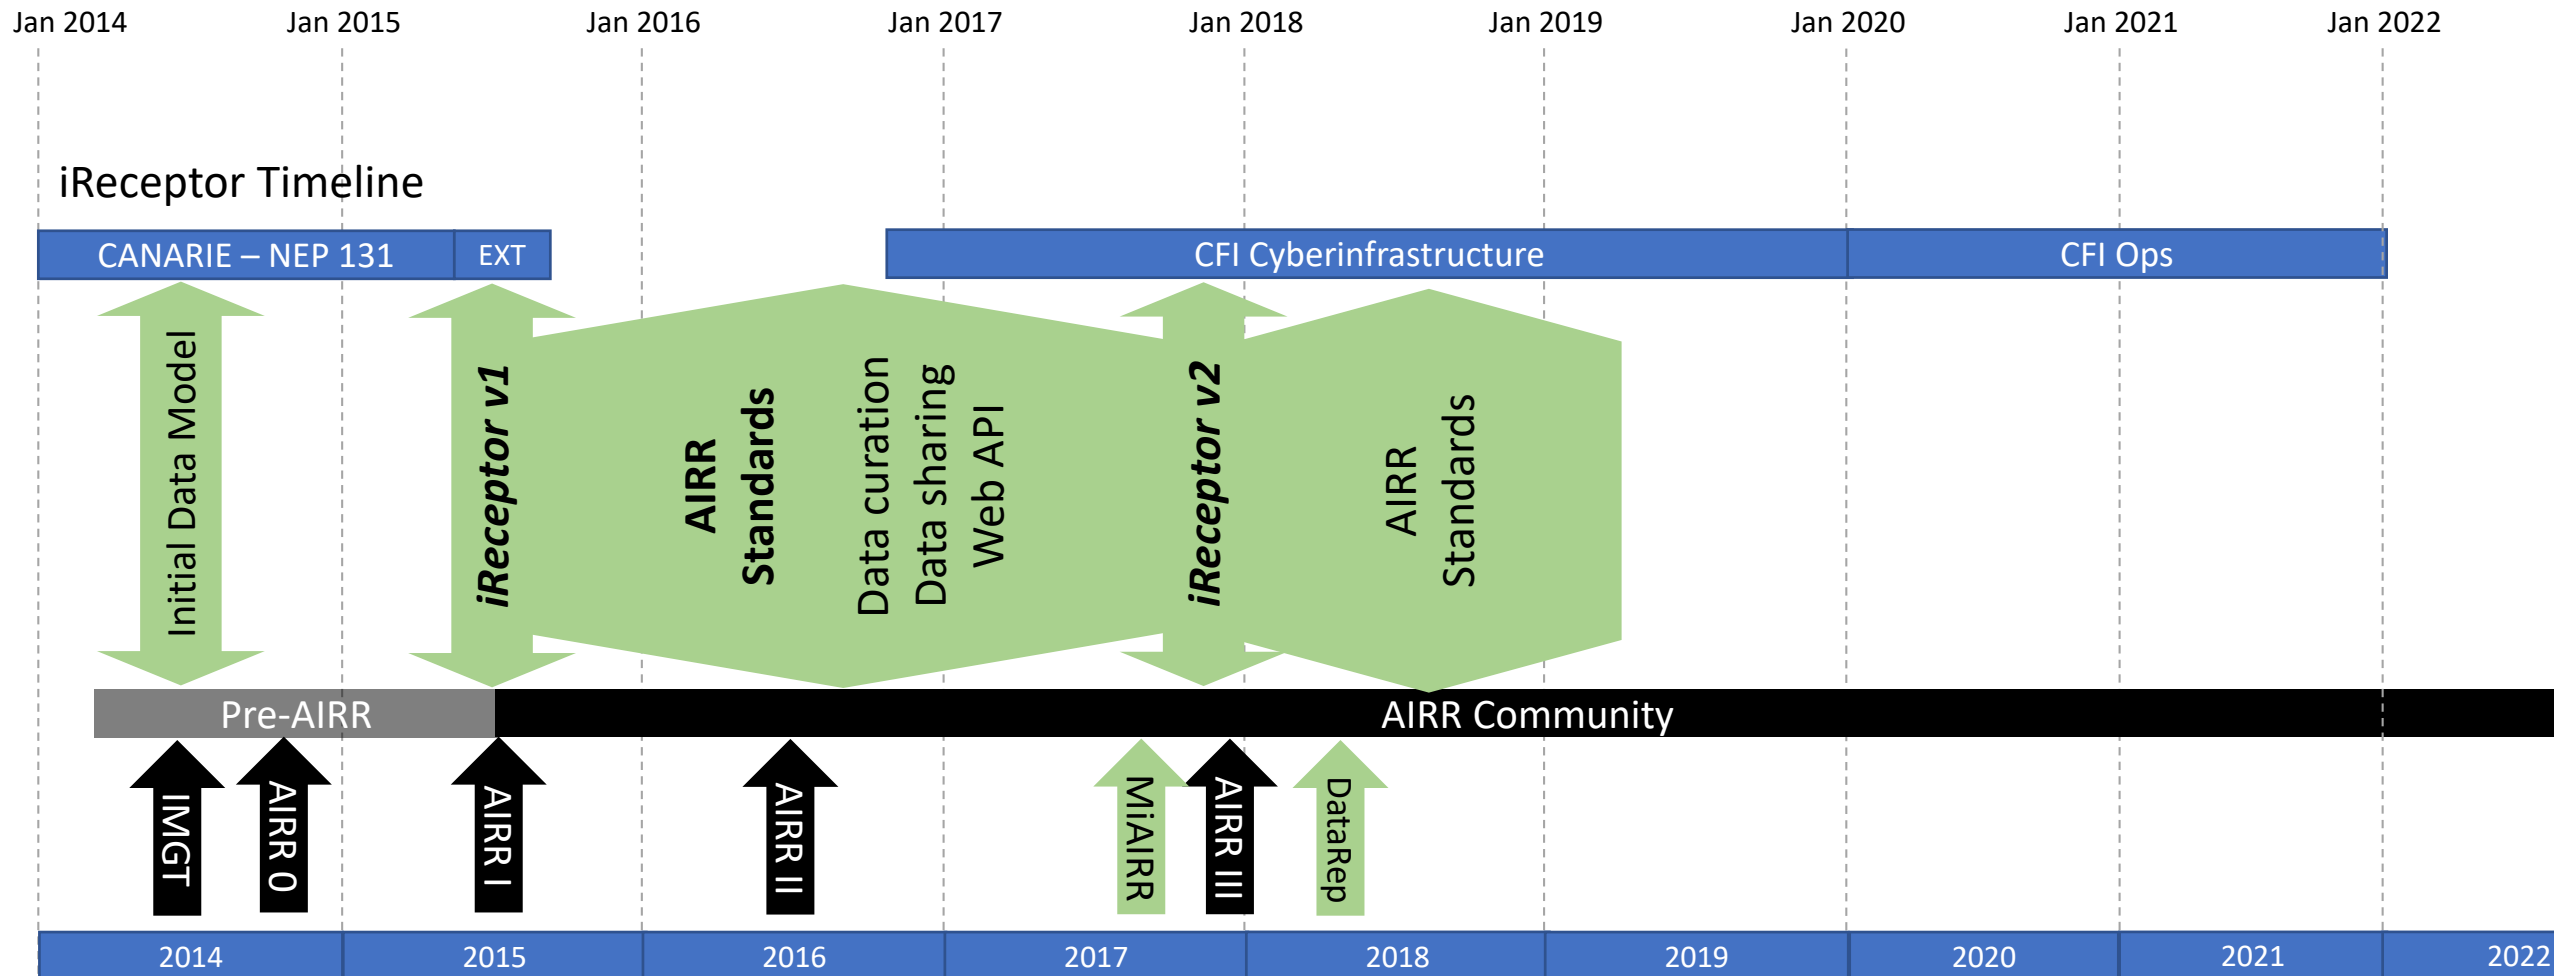 Jan 2014
Jan 2015
Jan 2016
Jan 2017
Jan 2018
Jan 2019
Jan 2020
Jan 2021
Jan 2022
iReceptor Timeline
CANARIE – NEP 131
EXT
CFI Cyberinfrastructure
CFI Ops
Initial Data Model
iReceptor v1
AIRR
Standards
Data curation
Data sharing
Web API
iReceptor v2
AIRR
Standards
Pre-AIRR
AIRR Community
IMGT
AIRR 0
AIRR I
AIRR II
MiAIRR
AIRR III
DataRep
2014
2015
2016
2017
2018
2019
2020
2021
2022